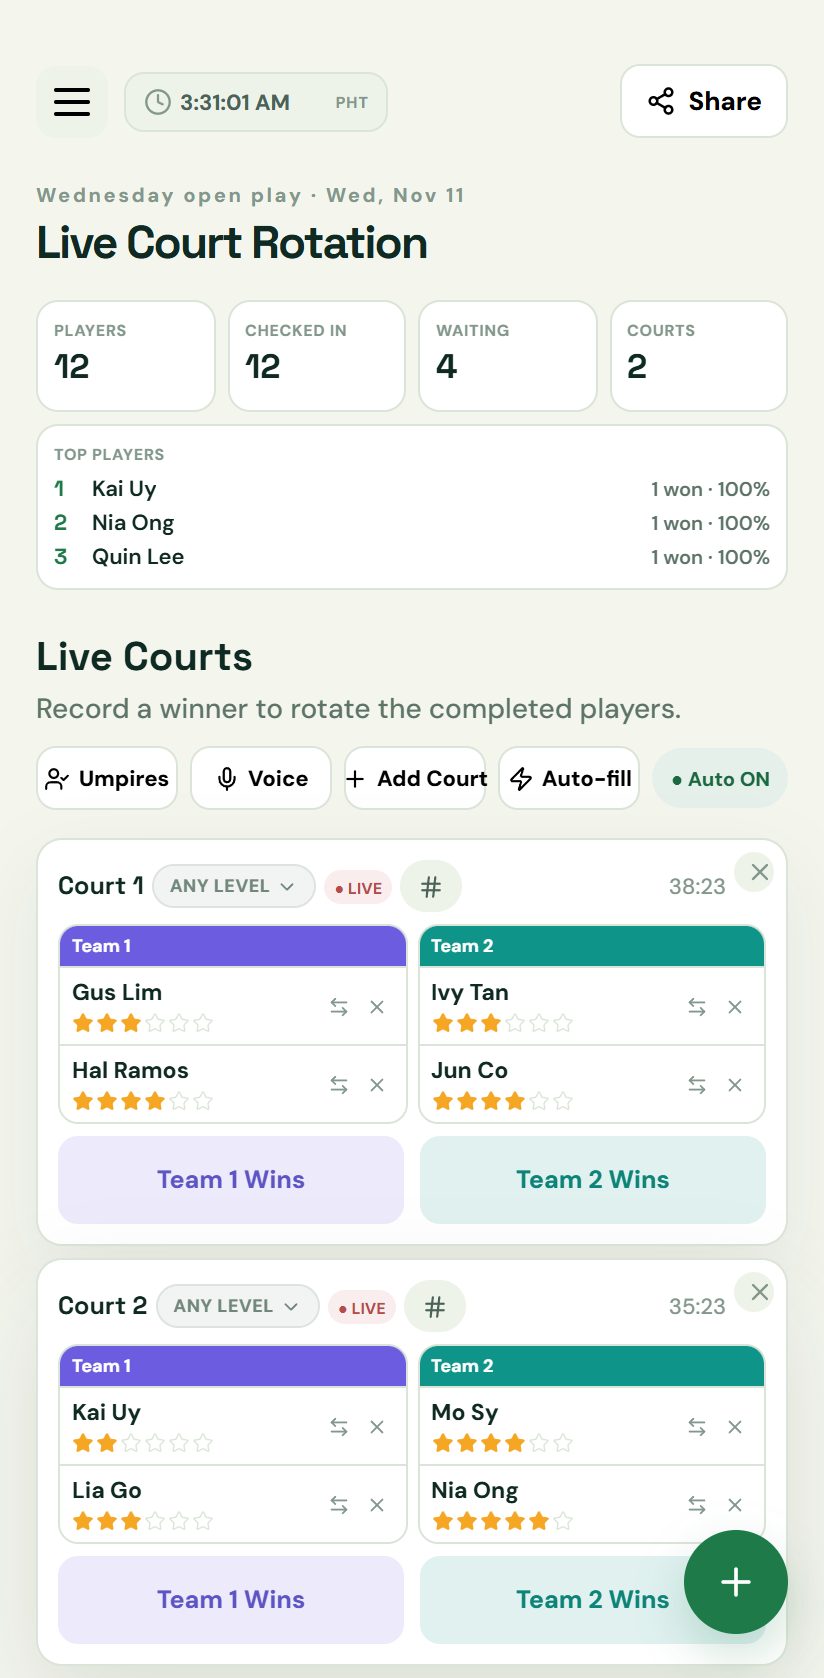 3:31:01 AM PHT
Share
Wednesday open play · Wed, Nov 11
Live Court Rotation
PLAYERS
12
CHECKED IN
12
WAITING
4
COURTS
2
TOP PLAYERS
1 Kai Uy 1 won · 100%
2 Nia Ong 1 won · 100%
3 Quin Lee 1 won · 100%
Live Courts
Record a winner to rotate the completed players.
Umpires
Voice
+ Add Court
Auto-fill
● Auto ON
Court 1 ANY LEVEL ● LIVE # 38:23
Team 1
Gus Lim
Hal Ramos
Team 2
Ivy Tan
Jun Co
Team 1 Wins
Team 2 Wins
Court 2 ANY LEVEL ● LIVE # 35:23
Team 1
Kai Uy
Lia Go
Team 2
Mo Sy
Nia Ong
Team 1 Wins
Team 2 Wins